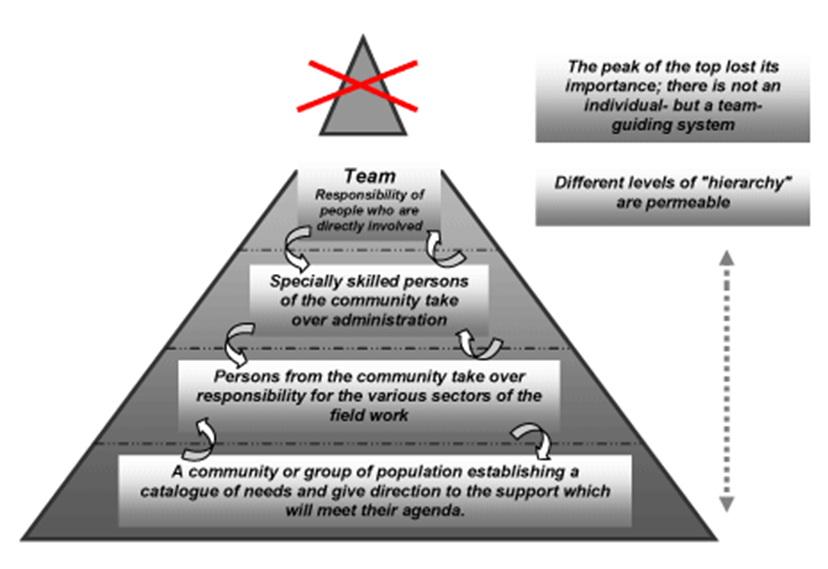 The peak of the top lost its
importance; there is not an
individual- but a team-
guiding system
Different levels of "hierarchy"
are permeable
Team
Responsibility of
people who are
directly involved
Specially skilled persons
of the community take
over administration
Persons from the community take over
responsibility for the various sectors of the
field work
A community or group of population establishing a
catalogue of needs and give direction to the support which
will meet their agenda.